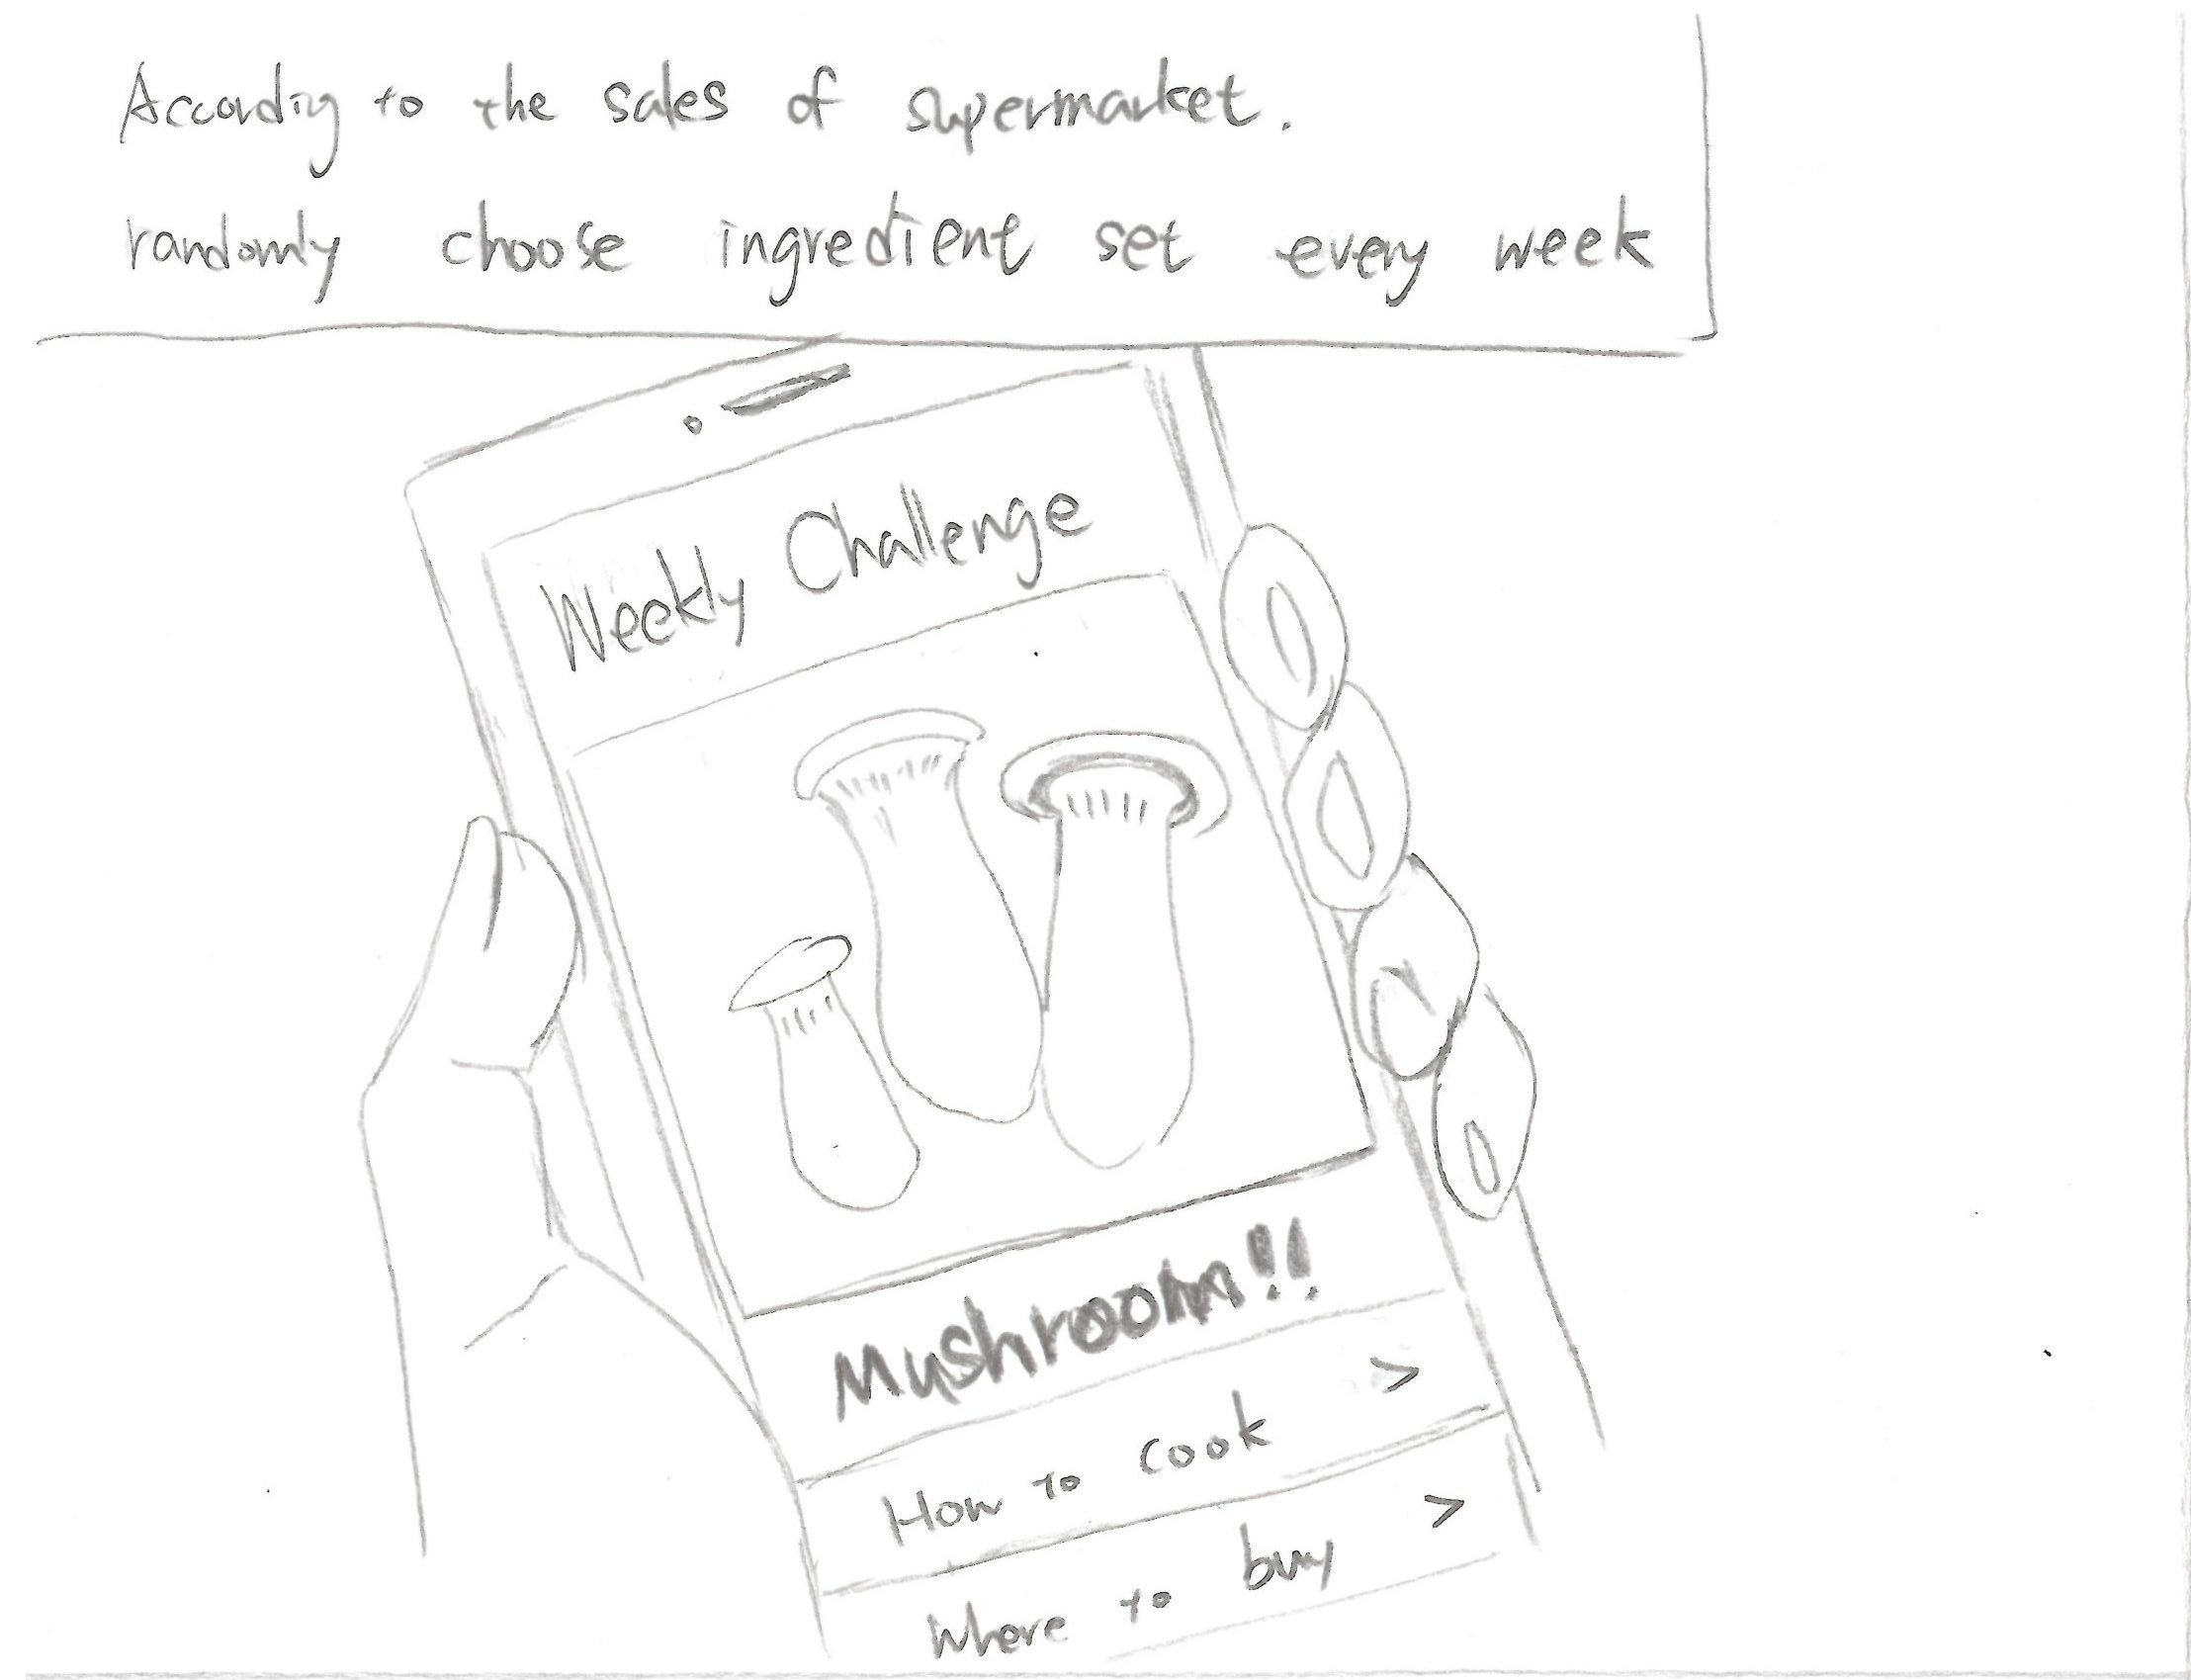 According to the sales of supermarket.
randomly choose ingredient set every week
Weekly Challenge
Mushroom!!
How to cook >
Where to buy >